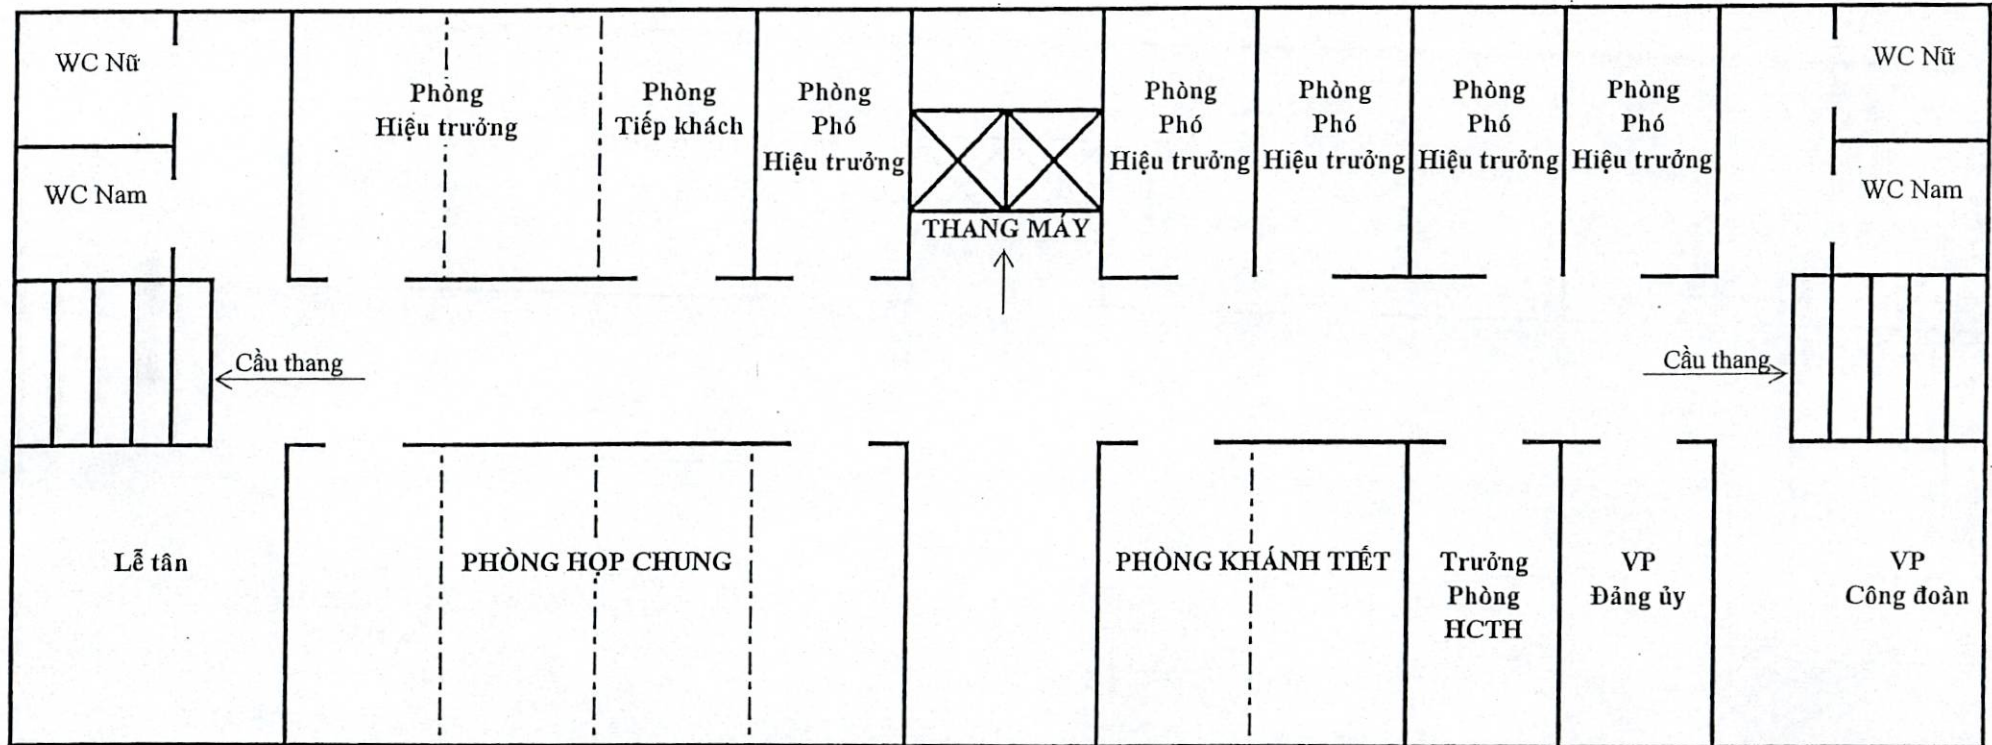 WC Nữ
WC Nam
Phòng
Hiệu trưởng
Phòng
Tiếp khách
Phòng
Phó
Hiệu trưởng
THANG MÁY
Phòng
Phó
Hiệu trưởng
Phòng
Phó
Hiệu trưởng
Phòng
Phó
Hiệu trưởng
Phòng
Phó
Hiệu trưởng
WC Nữ
WC Nam
Cầu thang
Cầu thang
Lễ tân
PHÒNG HỌP CHUNG
PHÒNG KHÁNH TIẾT
Trưởng
Phòng
HCTH
VP
Đảng ủy
VP
Công đoàn